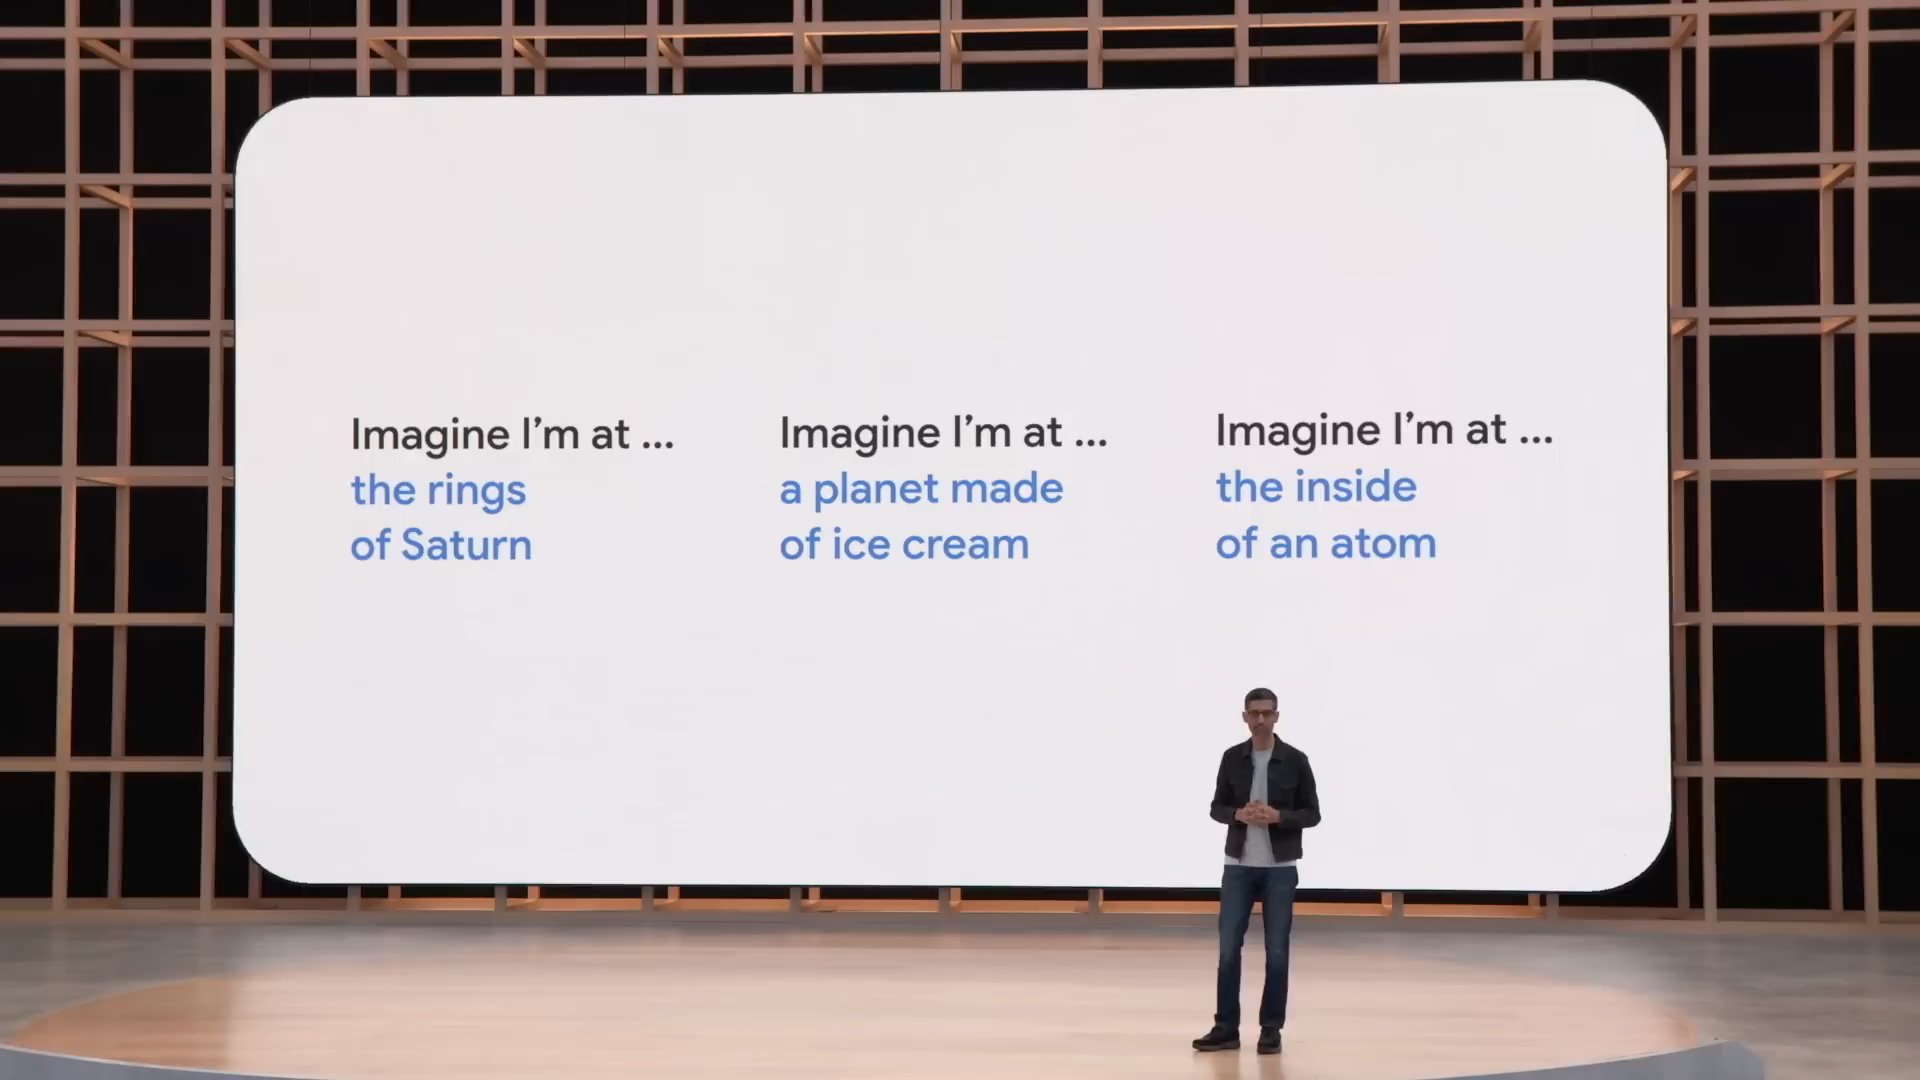 Imagine I’m at ...
the rings
of Saturn
Imagine I’m at ...
a planet made
of ice cream
Imagine I’m at ...
the inside
of an atom